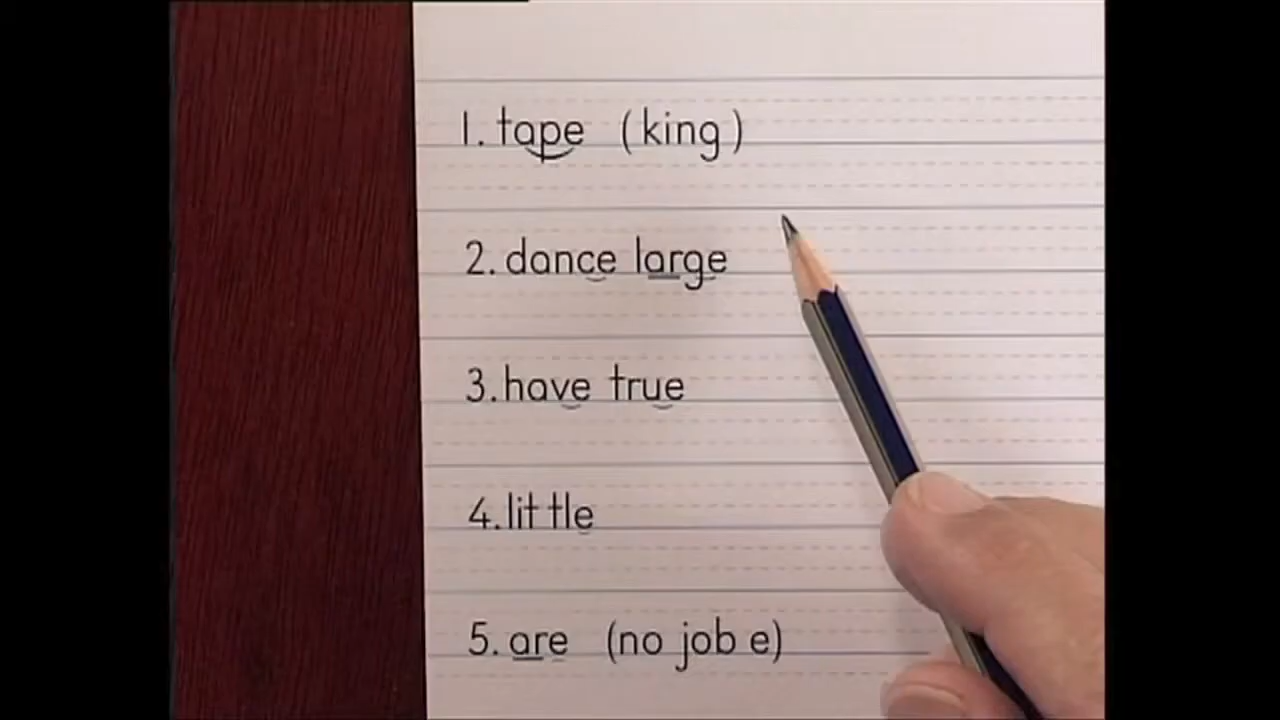 1. tape (king)
2. dance large
3. have true
4. lit tle
5. are (no job e)